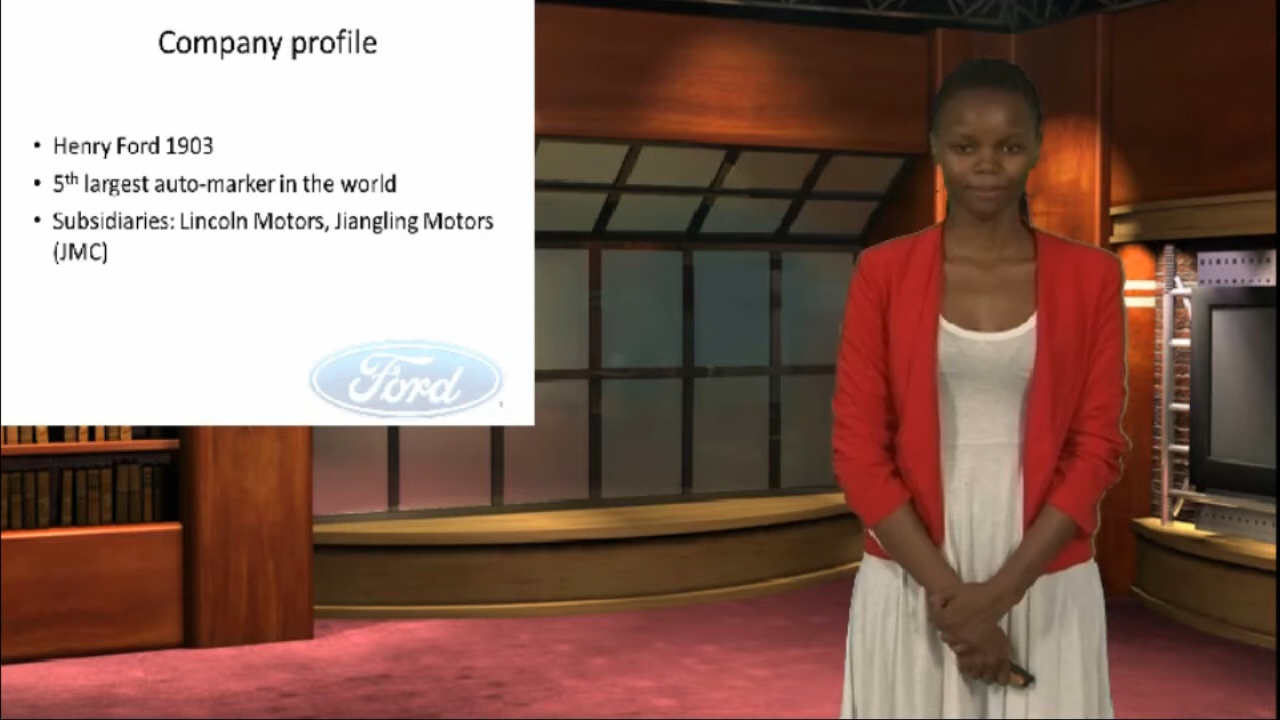 Company profile
• Henry Ford 1903
• 5th largest auto-marker in the world
• Subsidiaries: Lincoln Motors, Jiangling Motors
(JMC)
Ford